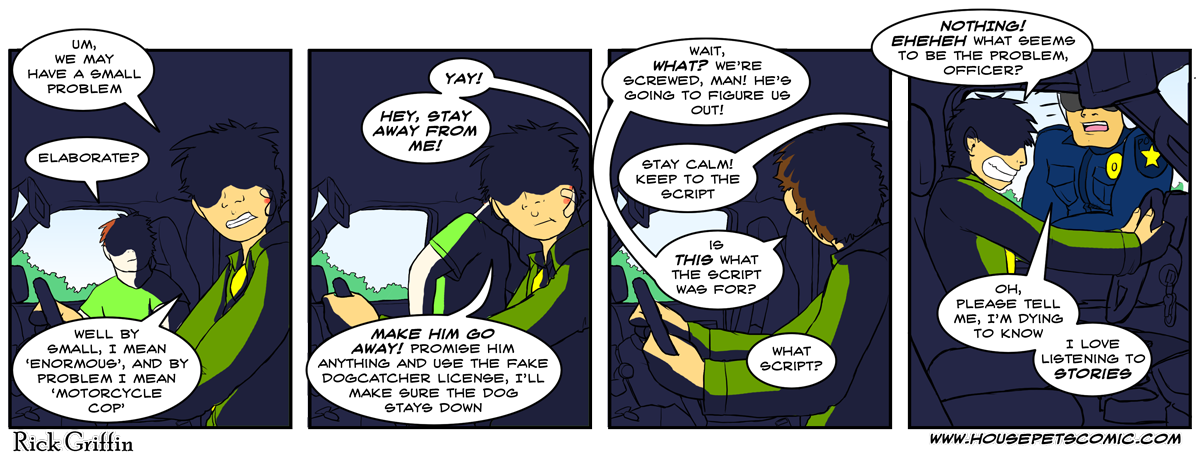 UM,
WE MAY
HAVE A SMALL
PROBLEM
ELABORATE?
WELL BY
SMALL, I MEAN
'ENORMOUS', AND BY
PROBLEM I MEAN
'MOTORCYCLE
COP'
YAY!
HEY, STAY
AWAY FROM
ME!
MAKE HIM GO
AWAY! PROMISE HIM
ANYTHING AND USE THE FAKE
DOGCATCHER LICENSE, I'LL
MAKE SURE THE DOG
STAYS DOWN
WAIT,
WHAT? WE'RE
SCREWED, MAN! HE'S
GOING TO FIGURE US
OUT!
STAY CALM!
KEEP TO THE
SCRIPT
IS
THIS WHAT
THE SCRIPT
WAS FOR?
WHAT
SCRIPT?
NOTHING!
EHEHEH WHAT SEEMS
TO BE THE PROBLEM,
OFFICER?
OH,
PLEASE TELL
ME, I'M DYING
TO KNOW
I LOVE
LISTENING TO
STORIES
Rick Griffin
WWW.HOUSEPETSCOMIC.COM